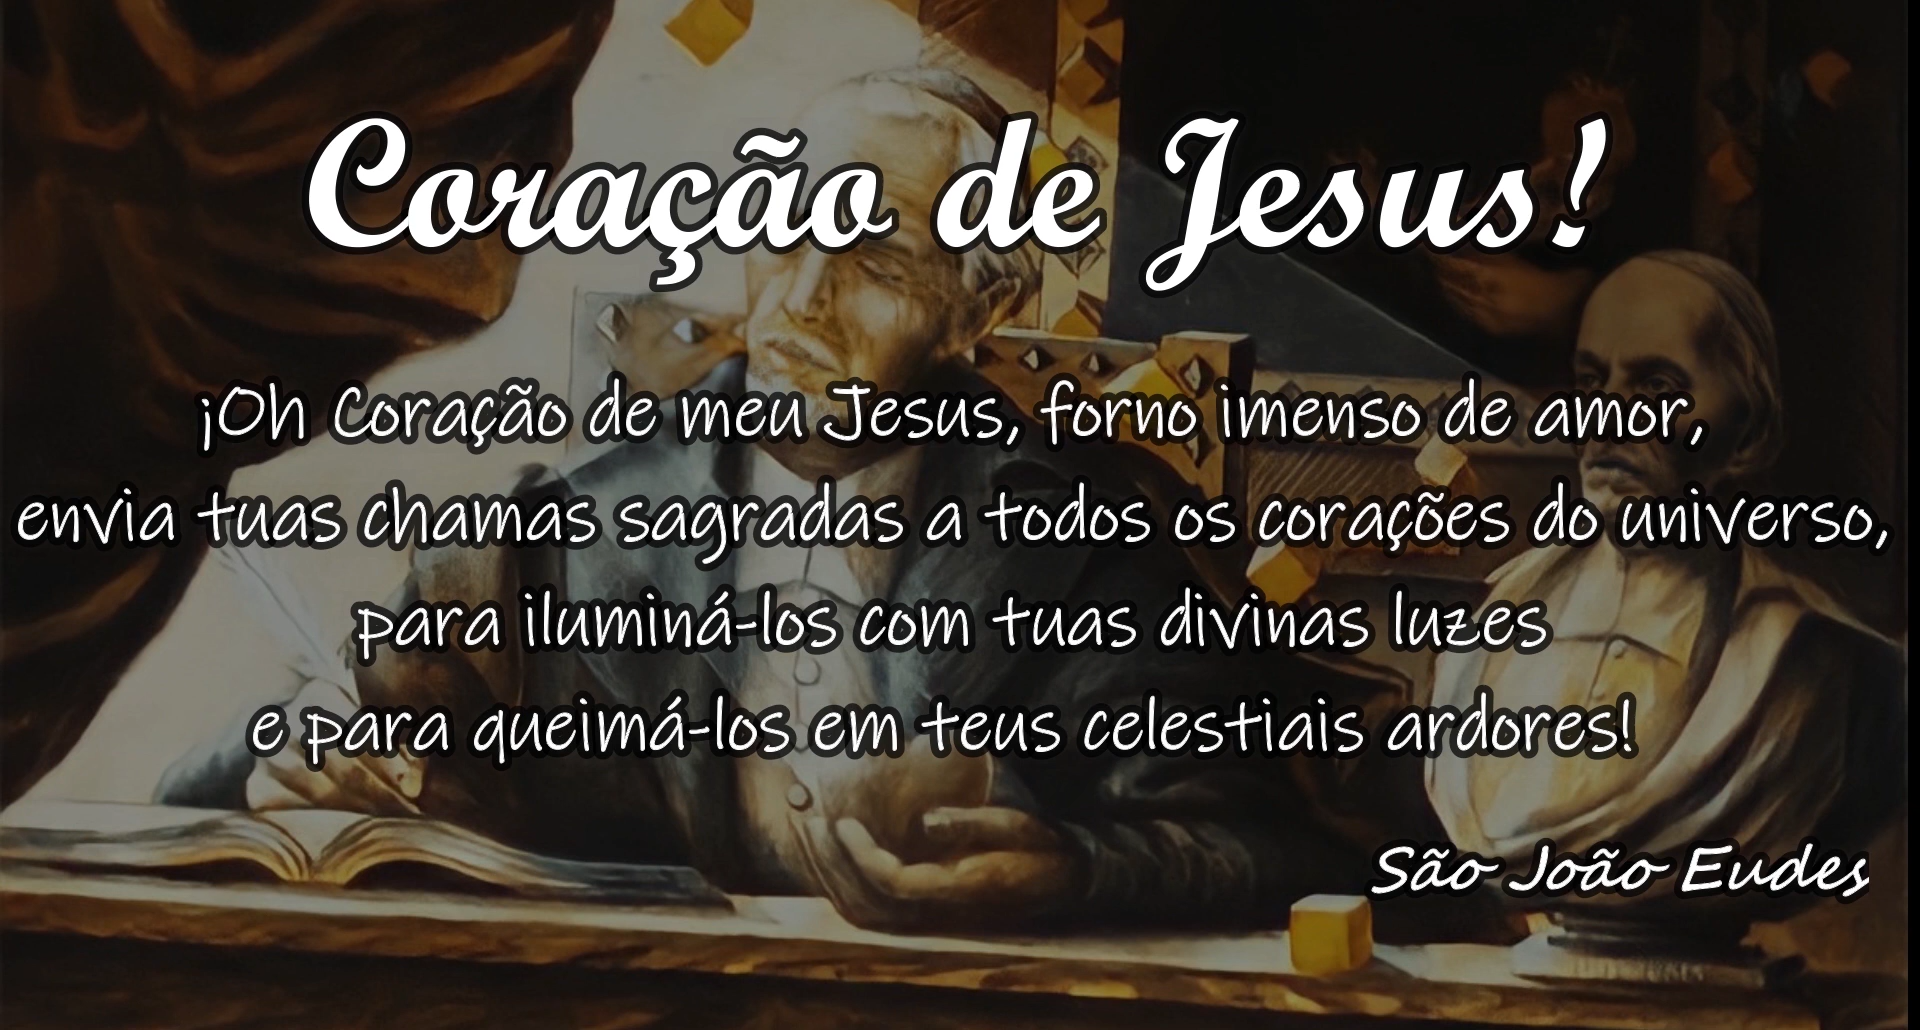 Coração de Jesus!
¡Oh Coração de meu Jesus, forno imenso de amor,
envia tuas chamas sagradas a todos os corações do universo,
para iluminá-los com tuas divinas luzes
e para queimá-los em teus celestiais ardores!
São João Eudes